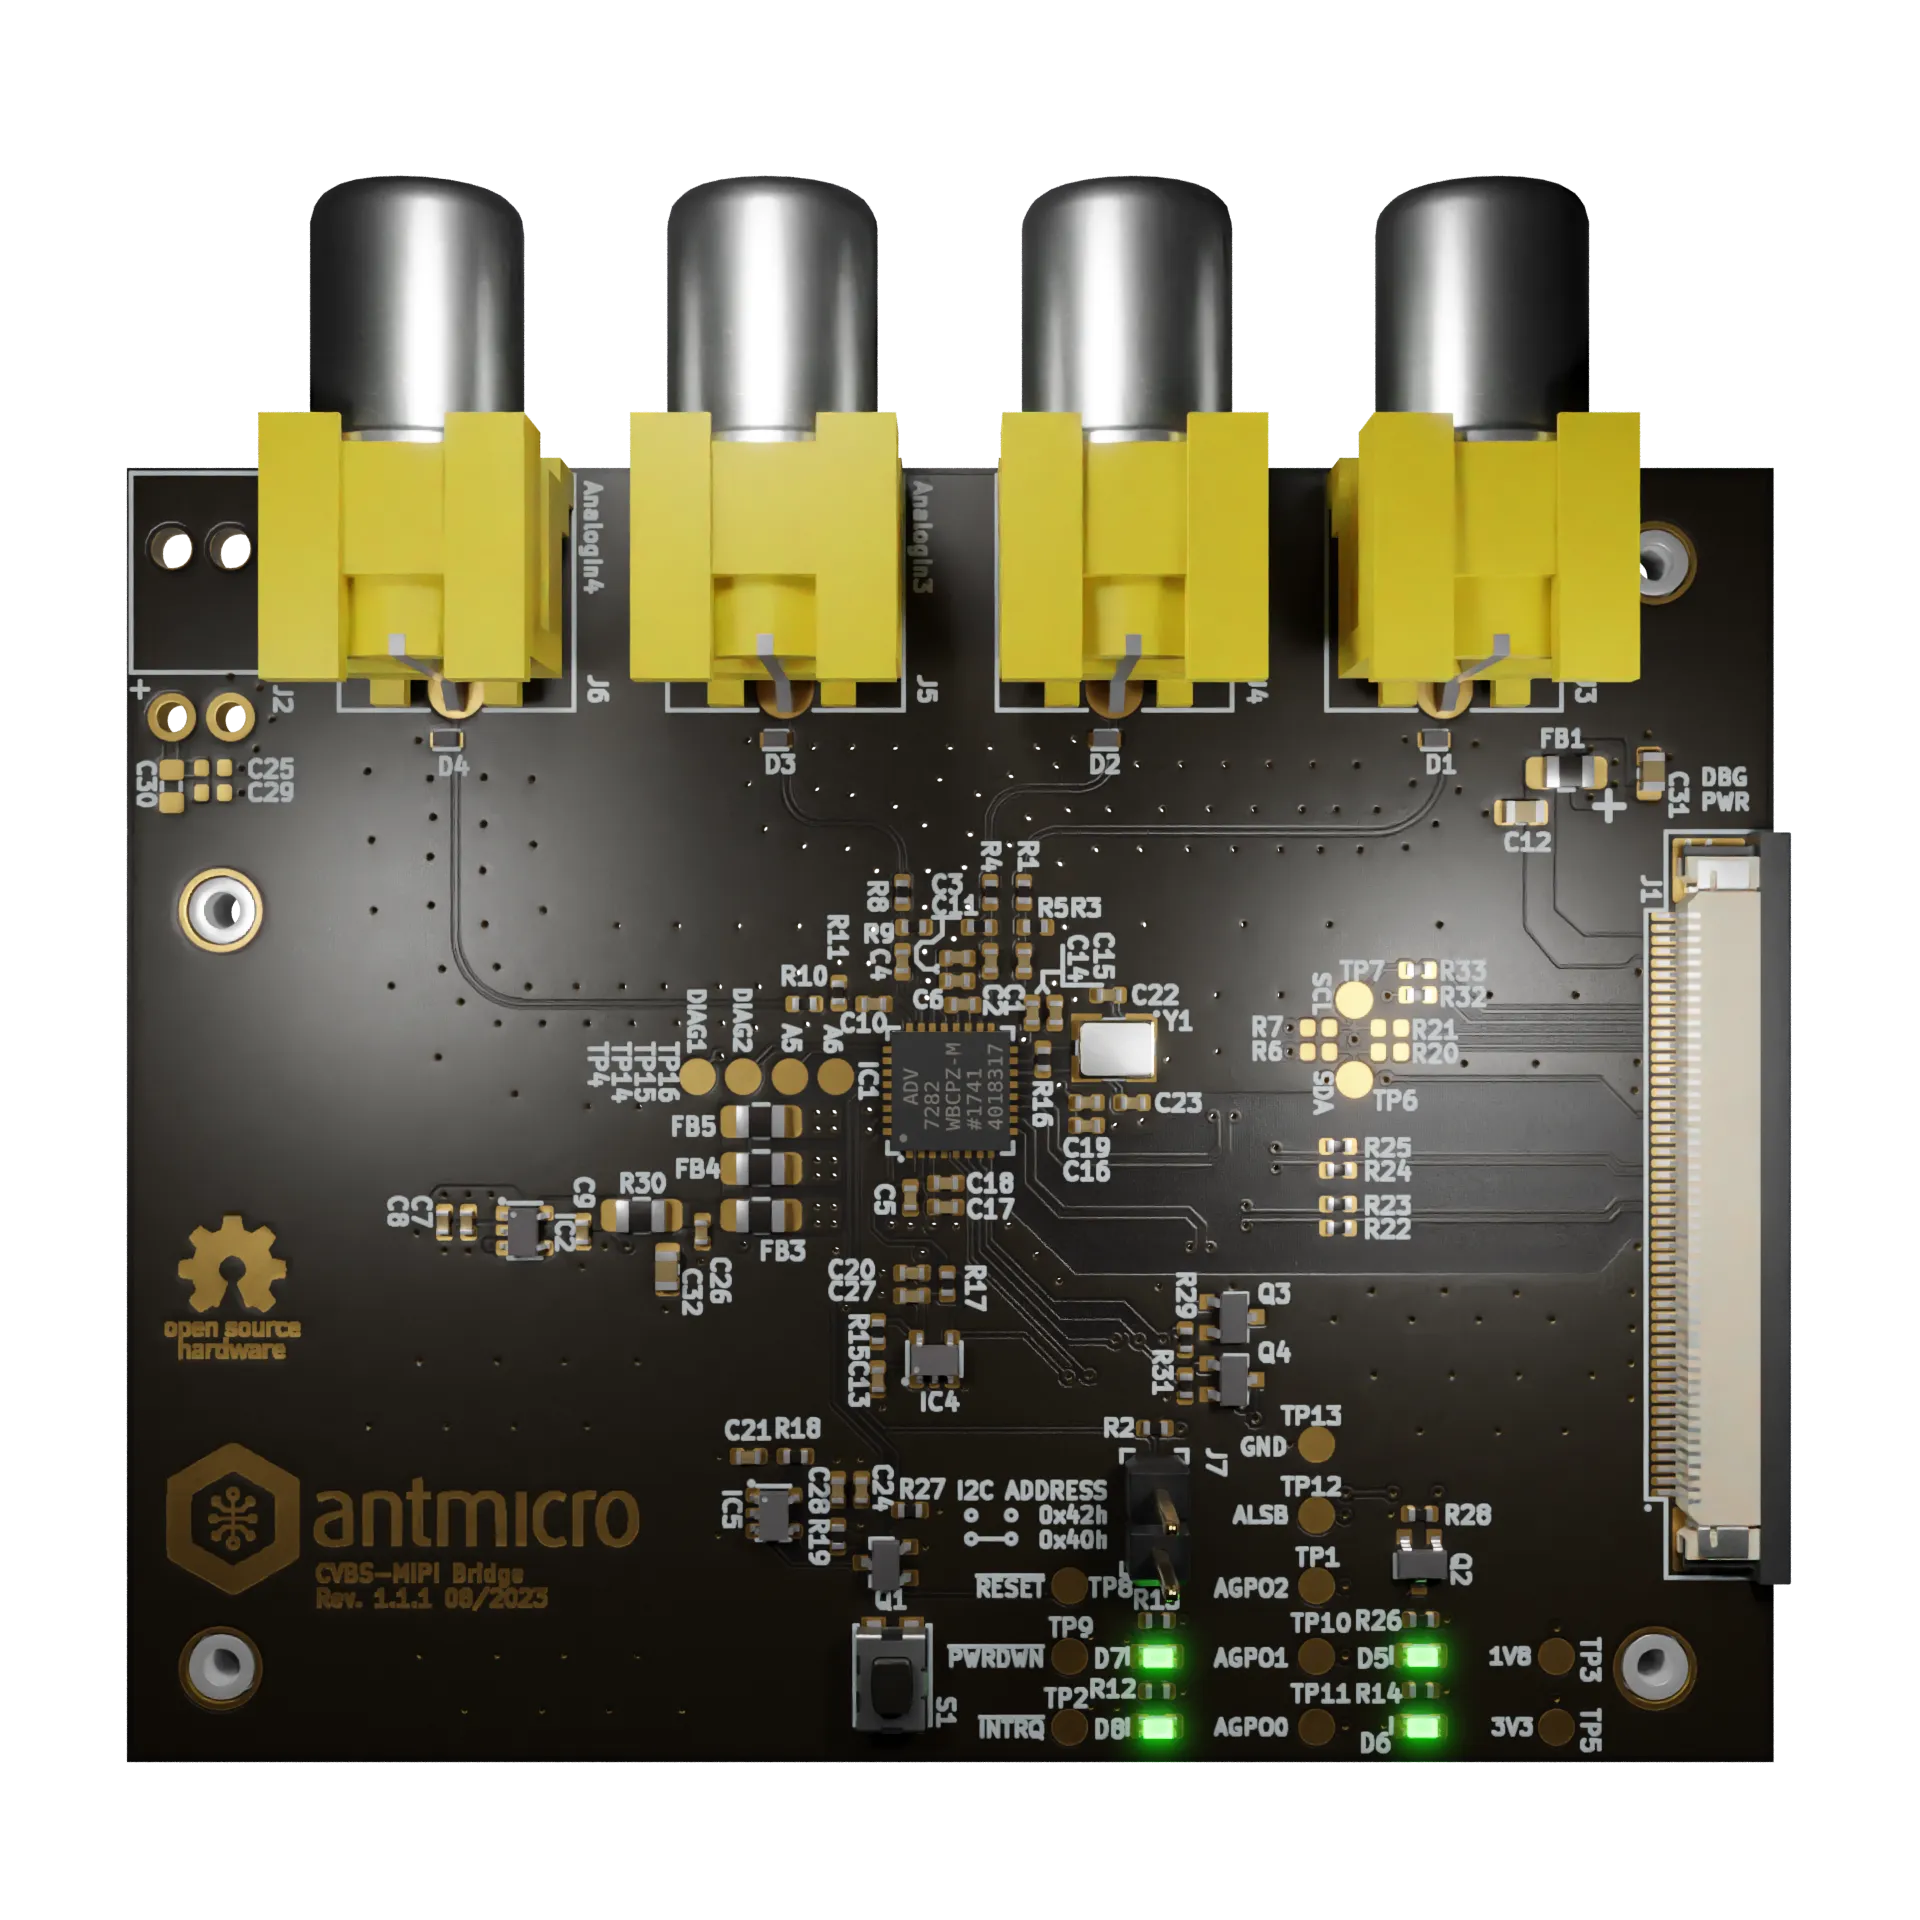 AnalogIn4
AnalogIn3
J2
J6
J5
J4
J3
D4
D3
D2
D1
FB1
C30
C25
C29
C31
DBG
PWR
C12
J1
R8
R4
R1
C3
C11
R5
R3
R11
R9
C4
C14
C15
R10
C6
C2
C1
C22
Y1
C10
DIAG1
DIAG2
A5
A6
TP4
TP14
TP15
TP16
IC1
ADV
7282
WBCPZ-M
#1741
4018317
R16
C23
C19
C16
SCL
TP7
R33
R32
R7
R6
R21
R20
SDA
TP6
R25
R24
R23
R22
FB5
FB4
FB3
C8
C7
IC2
C9
R30
C32
C26
C5
C18
C17
C20
C27
R17
R15
C13
IC4
R29
R31
Q3
Q4
open source
hardware
C21
R18
IC5
C28
R19
C24
R27
Q1
S1
I2C ADDRESS
0x42h
0x40h
R2
J7
GND
TP13
ALSB
TP12
AGPO2
TP1
AGPO1
TP10
AGPO0
TP11
R28
Q2
R26
D5
R14
D6
RESET
TP8
PWRDWN
TP9
D7
R12
INTRQ
TP2
D8
1V8
TP3
3V3
TP5
antmicro
CVBS-MIPI Bridge
Rev. 1.1.1 08/2023